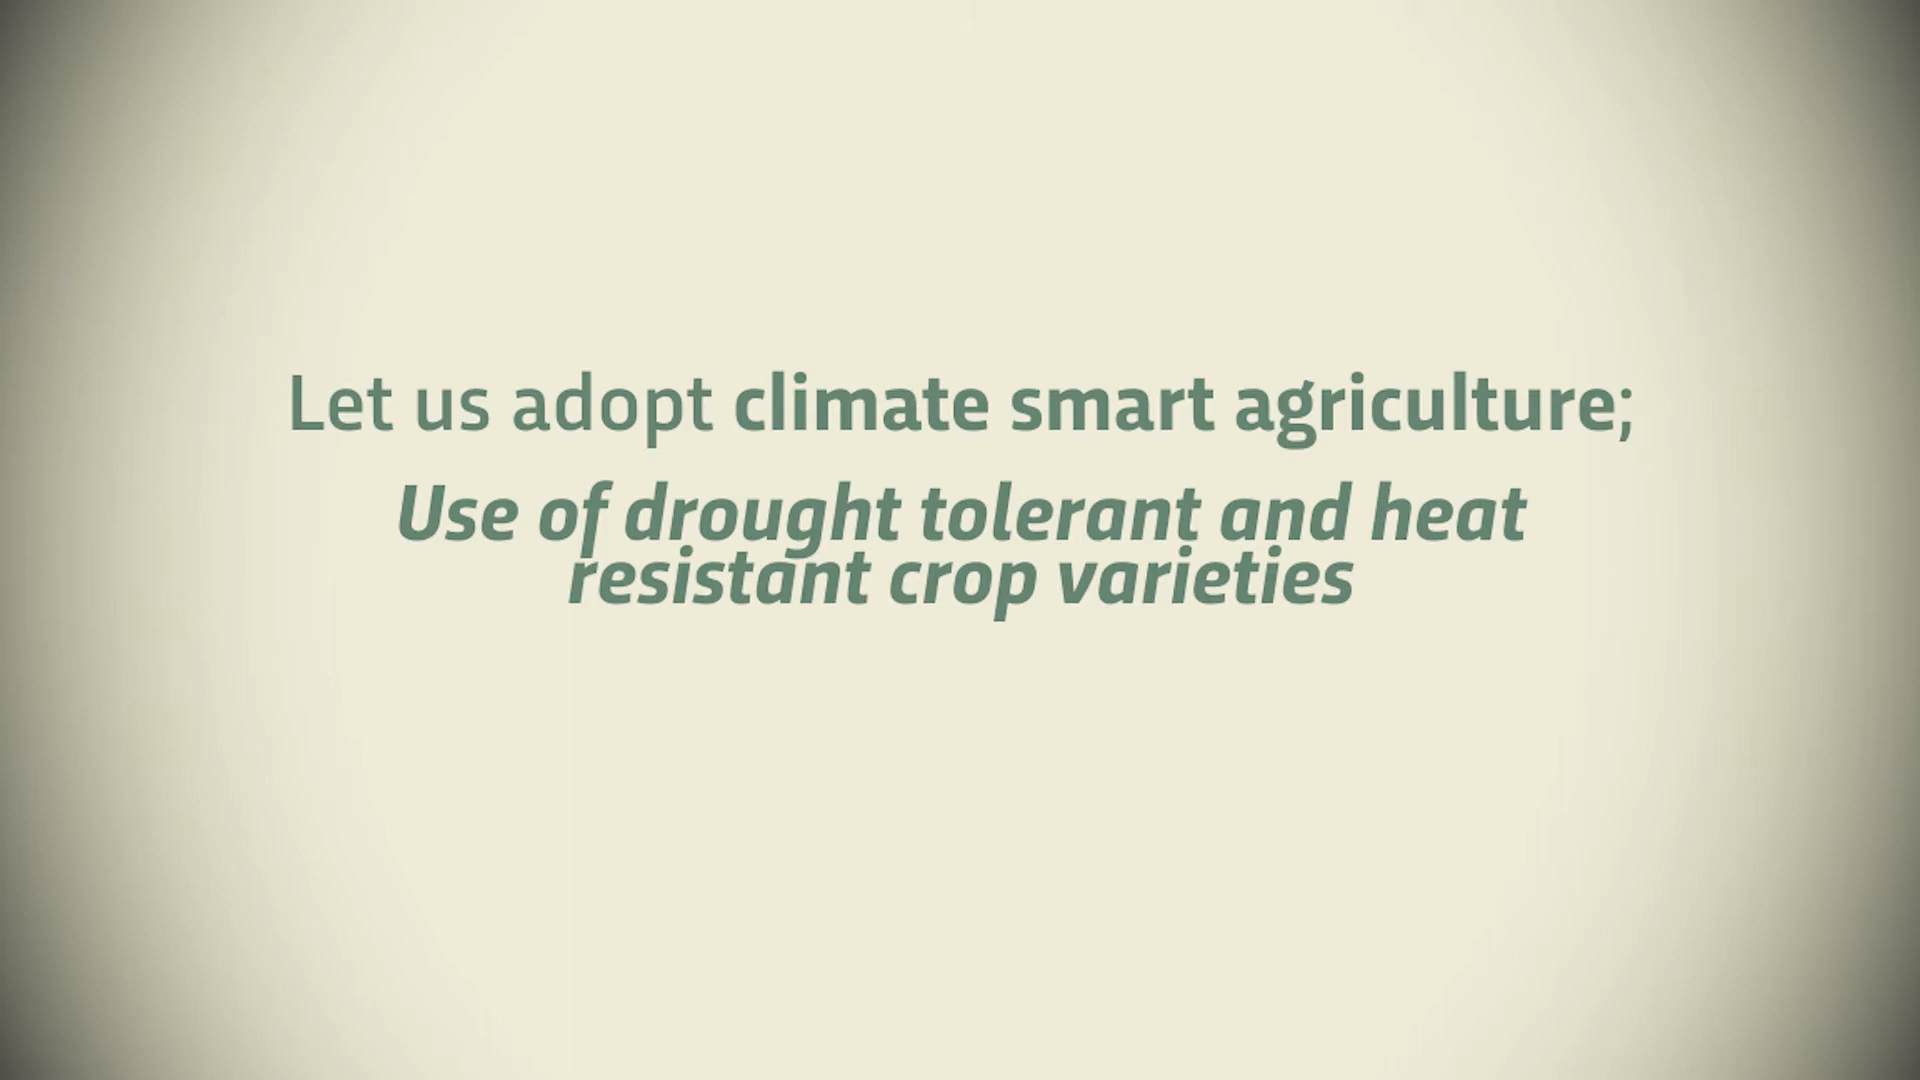 Let us adopt climate smart agriculture;
Use of drought tolerant and heat
resistant crop varieties